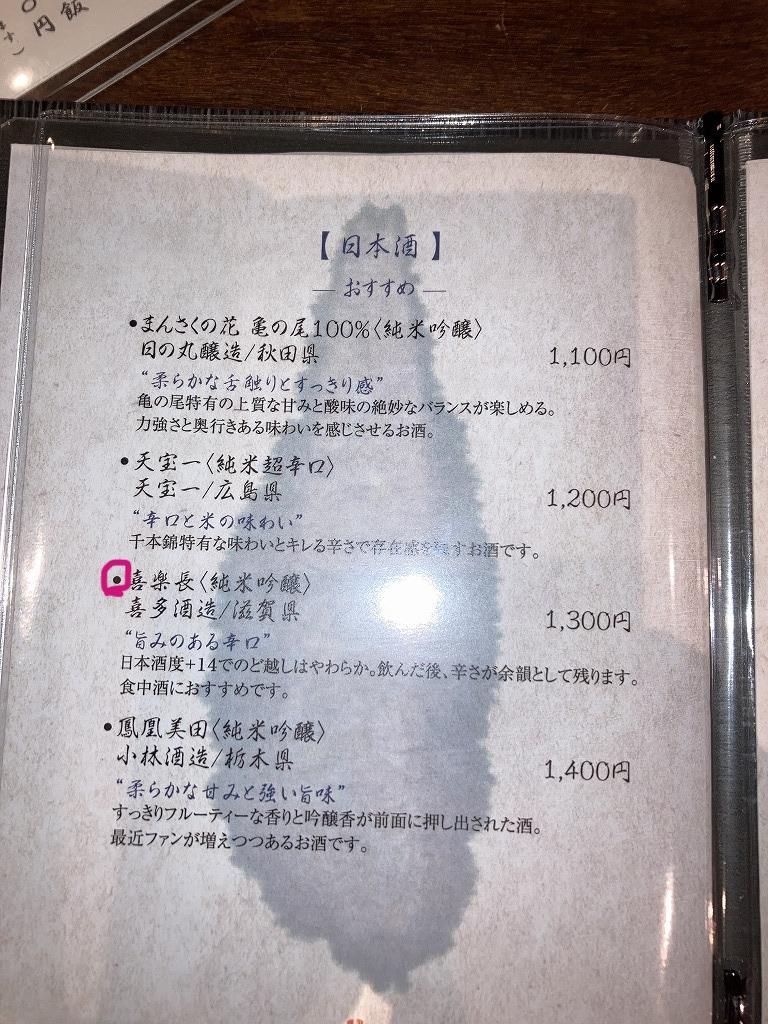 円 飯
【日本酒】
― おすすめ ―
•まんさくの花 亀の尾100%〈純米吟醸〉
日の丸醸造/秋田県 1,100円
“柔らかな舌触りとすっきり感”
亀の尾特有の上質な甘みと酸味の絶妙なバランスが楽しめる。
力強さと奥行きある味わいを感じさせるお酒。
•天宝一〈純米超辛口〉
天宝一/広島県 1,200円
“辛口と米の味わい”
千本錦特有な味わいとキレる辛さで存在感を残すお酒です。
•喜楽長〈純米吟醸〉
喜多酒造/滋賀県 1,300円
“旨みのある辛口”
日本酒度+14でのど越しはやわらか。飲んだ後、辛さが余韻として残ります。
食中酒におすすめです。
•鳳凰美田〈純米吟醸〉
小林酒造/栃木県 1,400円
“柔らかな甘みと強い旨味”
すっきりフルーティーな香りと吟醸香が前面に押し出された酒。
最近ファンが増えつつあるお酒です。